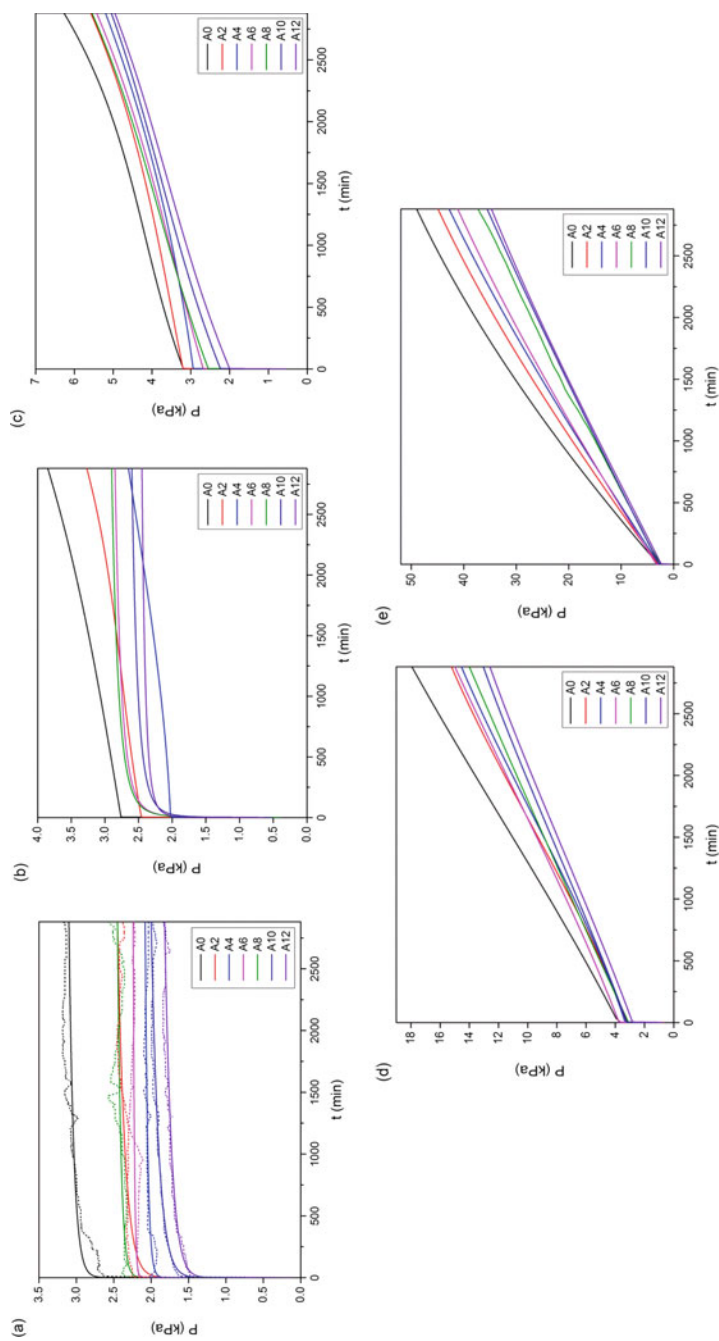 (a)
P (kPa)
3.5
3.0
2.5
2.0
1.5
1.0
0.5
0.0
0
500
1000
1500
2000
2500
t (min)
A0
A2
A4
A6
A8
A10
A12
(b)
P (kPa)
4.0
3.5
3.0
2.5
2.0
1.5
1.0
0.5
0.0
0
500
1000
1500
2000
2500
t (min)
A0
A2
A4
A6
A8
A10
A12
(c)
P (kPa)
7
6
5
4
3
2
1
0
0
500
1000
1500
2000
2500
t (min)
A0
A2
A4
A6
A8
A10
A12
(d)
P (kPa)
18
16
14
12
10
8
6
4
2
0
0
500
1000
1500
2000
2500
t (min)
A0
A2
A4
A6
A8
A10
A12
(e)
P (kPa)
50
40
30
20
10
0
0
500
1000
1500
2000
2500
t (min)
A0
A2
A4
A6
A8
A10
A12